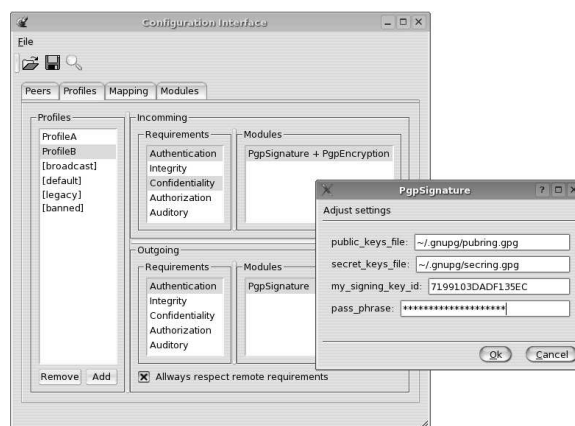 Configuration Interface
File
Peers Profiles Mapping Modules
Profiles
ProfileA
ProfileB
[broadcast]
[default]
[legacy]
[banned]
Remove Add
Incomming
Requirements
Authentication
Integrity
Confidentiality
Authorization
Auditory
Modules
PgpSignature + PgpEncryption
Outgoing
Requirements
Authentication
Integrity
Confidentiality
Authorization
Auditory
Modules
PgpSignature
Allways respect remote requirements
PgpSignature
Adjust settings
public_keys_file: ~/.gnupg/pubring.gpg
secret_keys_file: ~/.gnupg/secring.gpg
my_signing_key_id: 7199103DADF135EC
pass_phrase: ********************
Ok Cancel